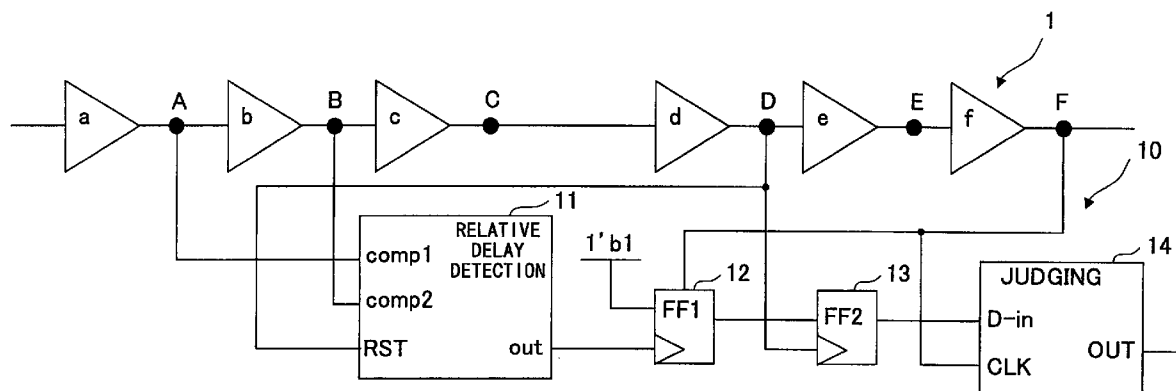 1
A B C D E F
a b c d e f
10
11
RELATIVE
DELAY
DETECTION
comp1
comp2
RST
out
1'b1
12
FF1
13
FF2
14
JUDGING
D-in
CLK
OUT